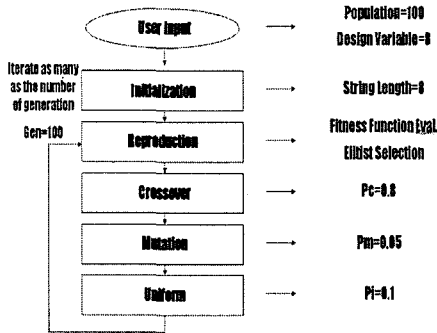 User Input
Population=100
Design Variable=8
Iterate as many
as the number
of generation
Initialization
String Length=8
Gen=100
Reproduction
Fitness Function Eval.
Elitist Selection
Crossover
Pc=0.8
Mutation
Pm=0.05
Uniform
Pi=0.1